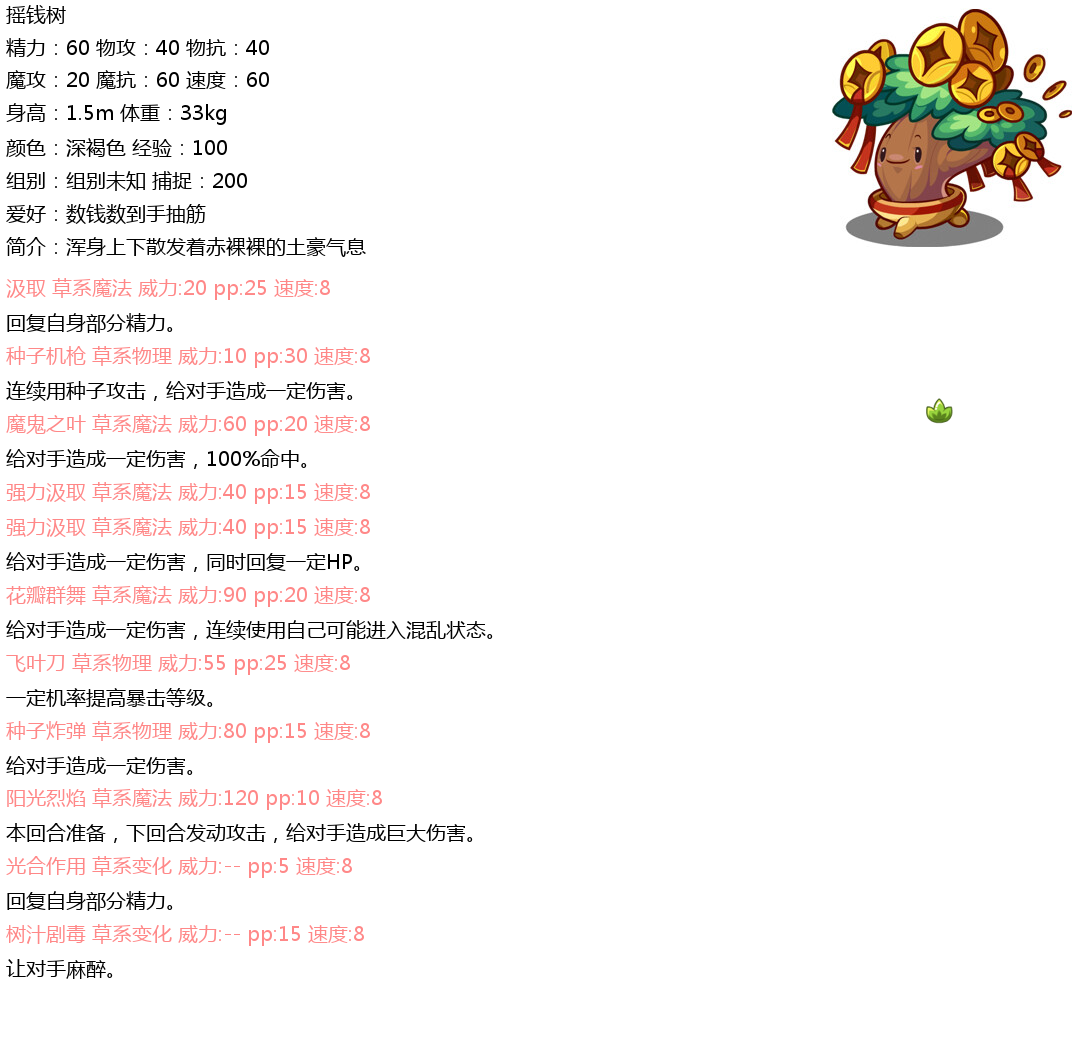 摇钱树
精力：60 物攻：40 物抗：40
魔攻：20 魔抗：60 速度：60
身高：1.5m 体重：33kg
颜色：深褐色 经验：100
组别：组别未知 捕捉：200
爱好：数钱数到手抽筋
简介：浑身上下散发着赤裸裸的土豪气息
汲取 草系魔法 威力:20 pp:25 速度:8
回复自身部分精力。
种子机枪 草系物理 威力:10 pp:30 速度:8
连续用种子攻击，给对手造成一定伤害。
魔鬼之叶 草系魔法 威力:60 pp:20 速度:8
给对手造成一定伤害，100%命中。
强力汲取 草系魔法 威力:40 pp:15 速度:8
强力汲取 草系魔法 威力:40 pp:15 速度:8
给对手造成一定伤害，同时回复一定HP。
花瓣群舞 草系魔法 威力:90 pp:20 速度:8
给对手造成一定伤害，连续使用自己可能进入混乱状态。
飞叶刀 草系物理 威力:55 pp:25 速度:8
一定机率提高暴击等级。
种子炸弹 草系物理 威力:80 pp:15 速度:8
给对手造成一定伤害。
阳光烈焰 草系魔法 威力:120 pp:10 速度:8
本回合准备，下回合发动攻击，给对手造成巨大伤害。
光合作用 草系变化 威力:-- pp:5 速度:8
回复自身部分精力。
树汁剧毒 草系变化 威力:-- pp:15 速度:8
让对手麻醉。